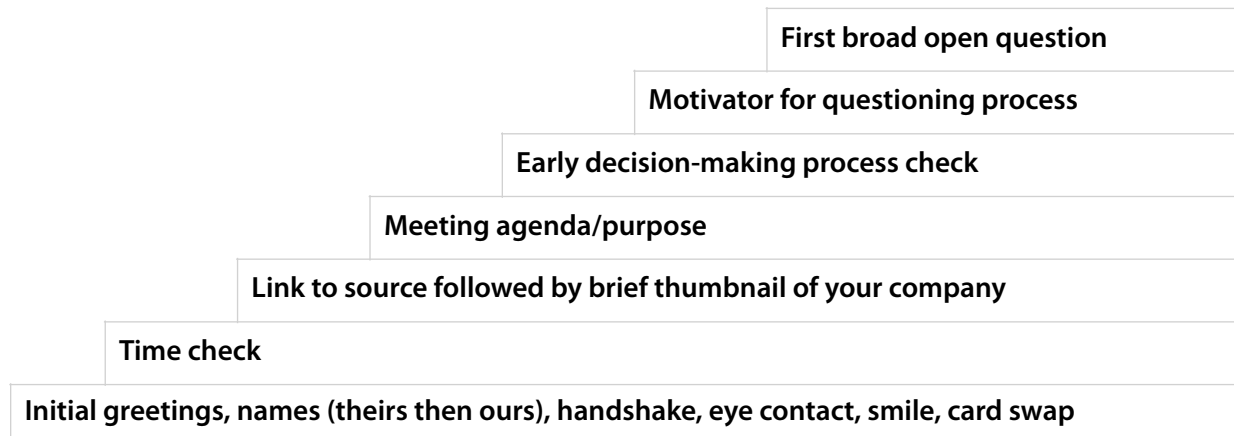 First broad open question
Motivator for questioning process
Early decision-making process check
Meeting agenda/purpose
Link to source followed by brief thumbnail of your company
Time check
Initial greetings, names (theirs then ours), handshake, eye contact, smile, card swap